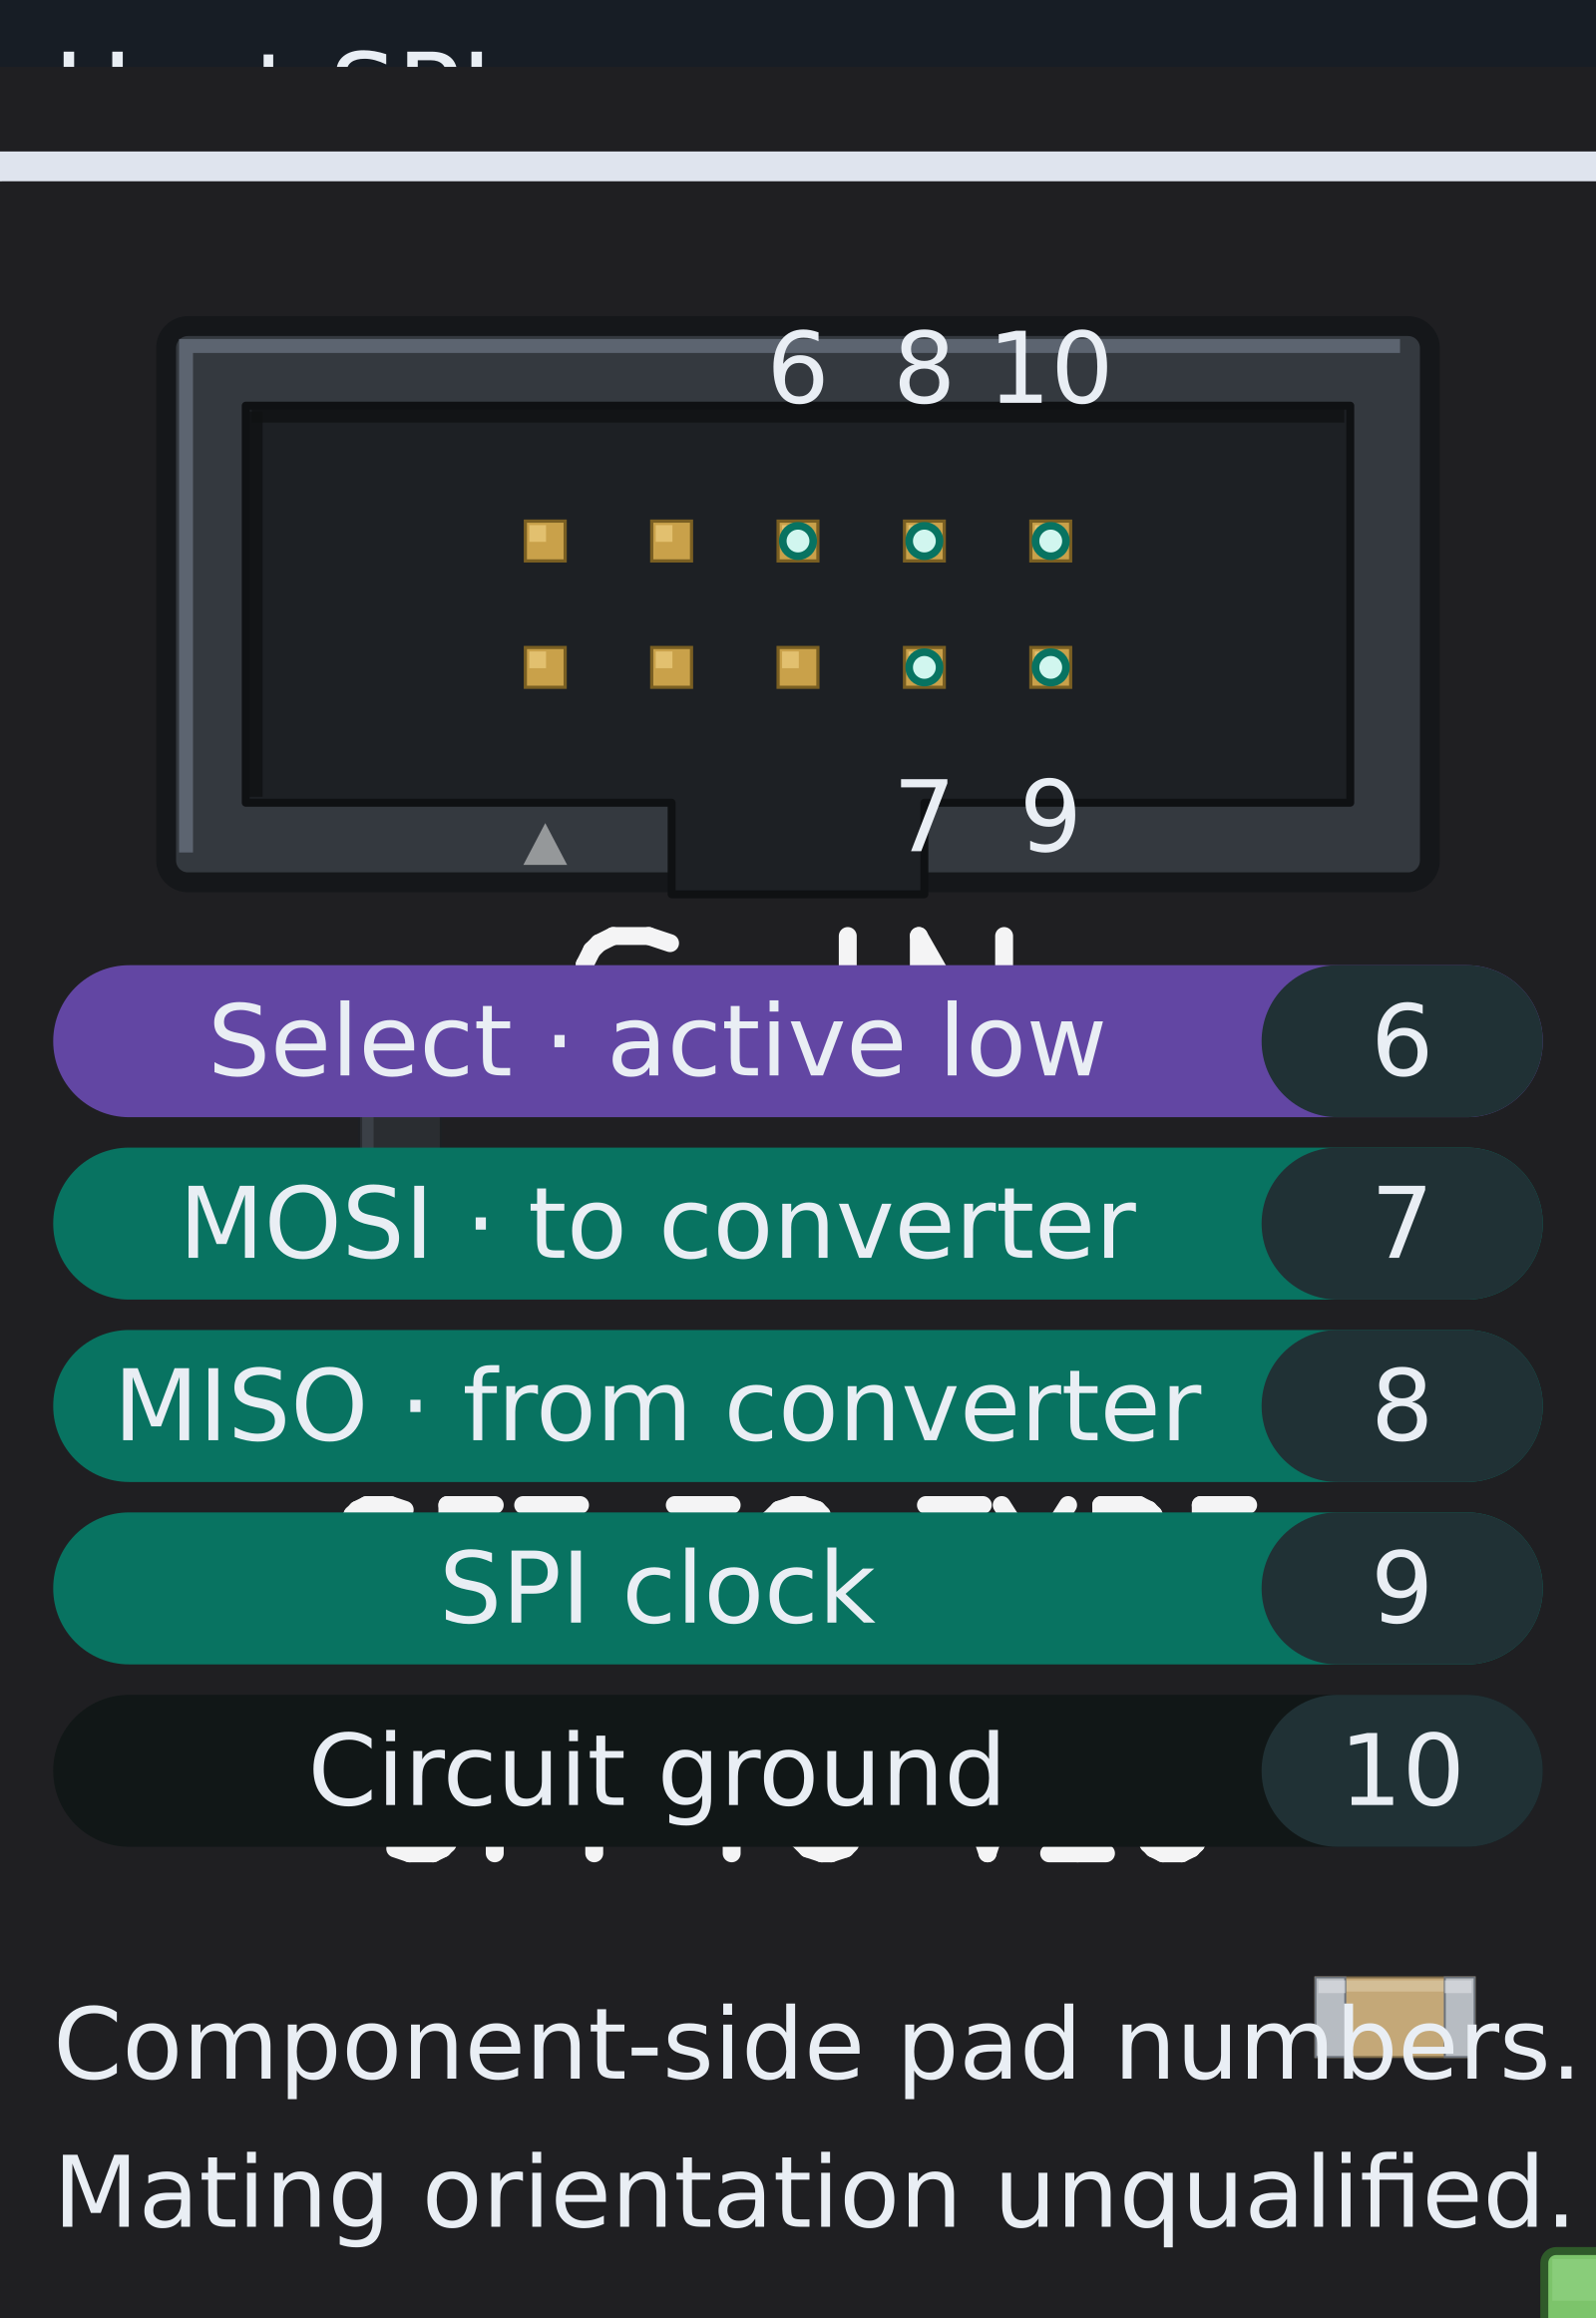 6 8 10
7 9
Select · active low 6
MOSI · to converter 7
MISO · from converter 8
SPI clock 9
Circuit ground 10
Component-side pad numbers.
Mating orientation unqualified.